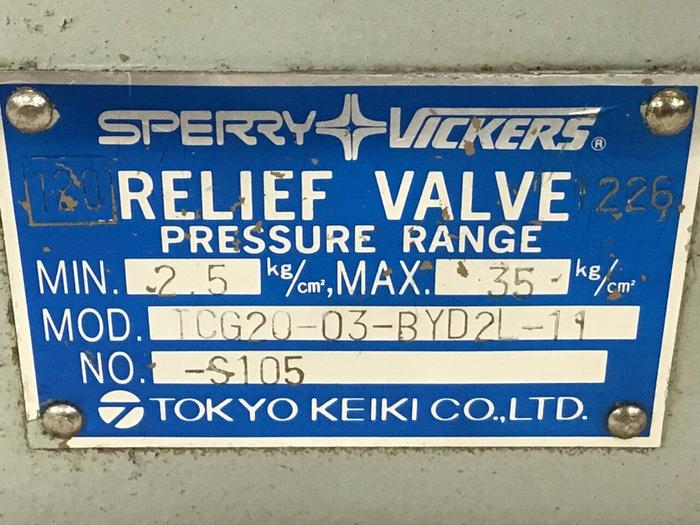 SPERRY VICKERS®
120 RELIEF VALVE 1226
PRESSURE RANGE
MIN. 2.5 kg/cm², MAX. 35 kg/cm²
MOD. TCG20-03-BYD2L-11
NO. -S105
TOKYO KEIKI CO.,LTD.